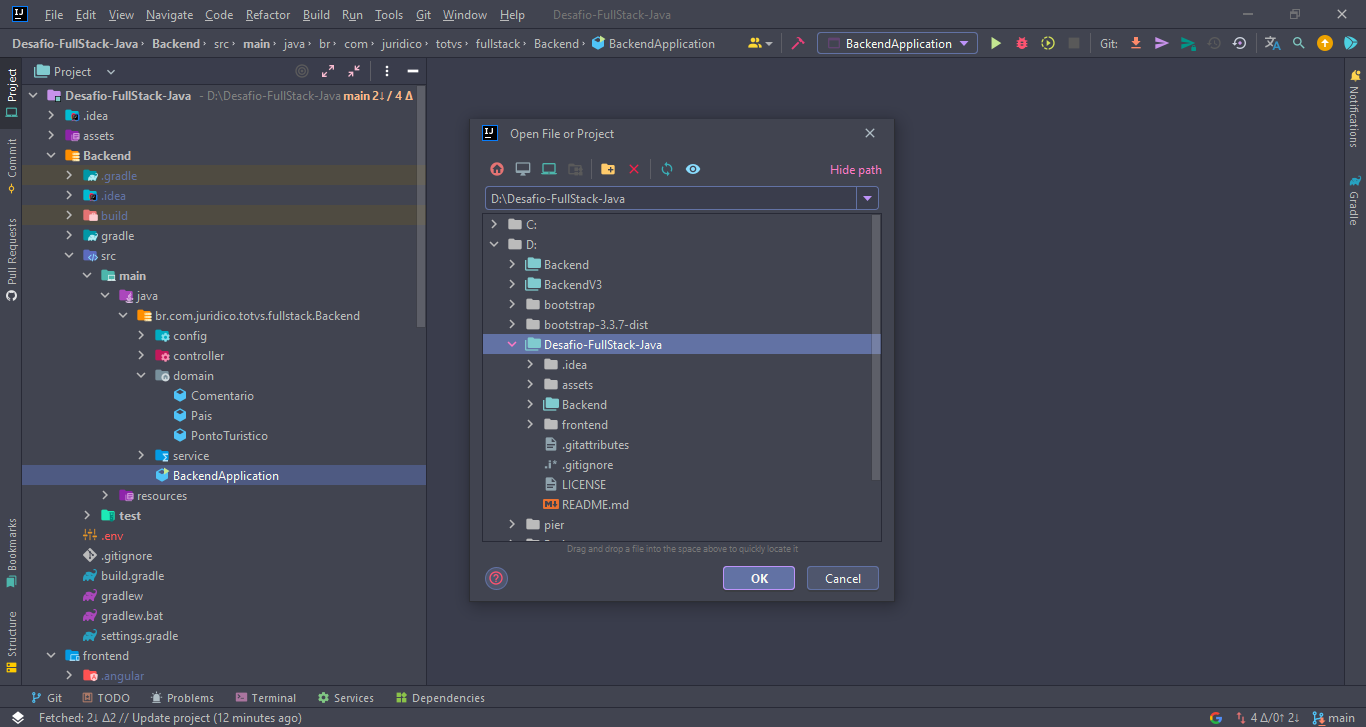 File Edit View Navigate Code Refactor Build Run Tools Git Window Help Desafio-FullStack-Java
Desafio-FullStack-Java Backend src main java br com juridico totvs fullstack Backend BackendApplication
BackendApplication
Git:
Project
Desafio-FullStack-Java - D:\Desafio-FullStack-Java main 2↓ / 4 Δ
.idea
assets
Backend
.gradle
.idea
build
gradle
src
main
java
br.com.juridico.totvs.fullstack.Backend
config
controller
domain
Comentario
Pais
PontoTuristico
service
BackendApplication
resources
test
.env
.gitignore
build.gradle
gradlew
gradlew.bat
settings.gradle
frontend
.angular
Project
Commit
Pull Requests
Bookmarks
Structure
Open File or Project
Hide path
D:\Desafio-FullStack-Java
C:
D:
Backend
BackendV3
bootstrap
bootstrap-3.3.7-dist
Desafio-FullStack-Java
.idea
assets
Backend
frontend
.gitattributes
.gitignore
LICENSE
README.md
pier
Drag and drop a file into the space above to quickly locate it
OK Cancel
Notifications
Gradle
Git TODO Problems Terminal Services Dependencies
Fetched: 2↓ Δ2 // Update project (12 minutes ago)
4 Δ/0↑ 2↓ main